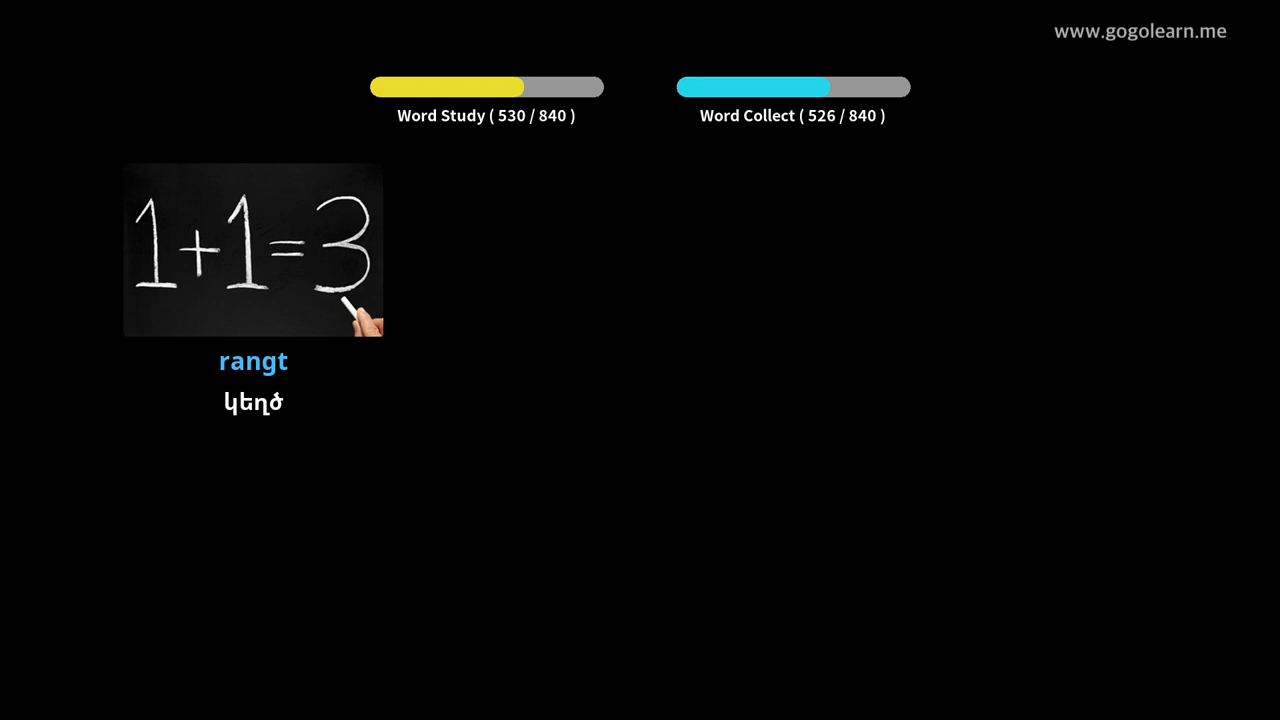 www.gogolearn.me
Word Study ( 530 / 840 )
Word Collect ( 526 / 840 )
1+1=3
rangt
կեղծ